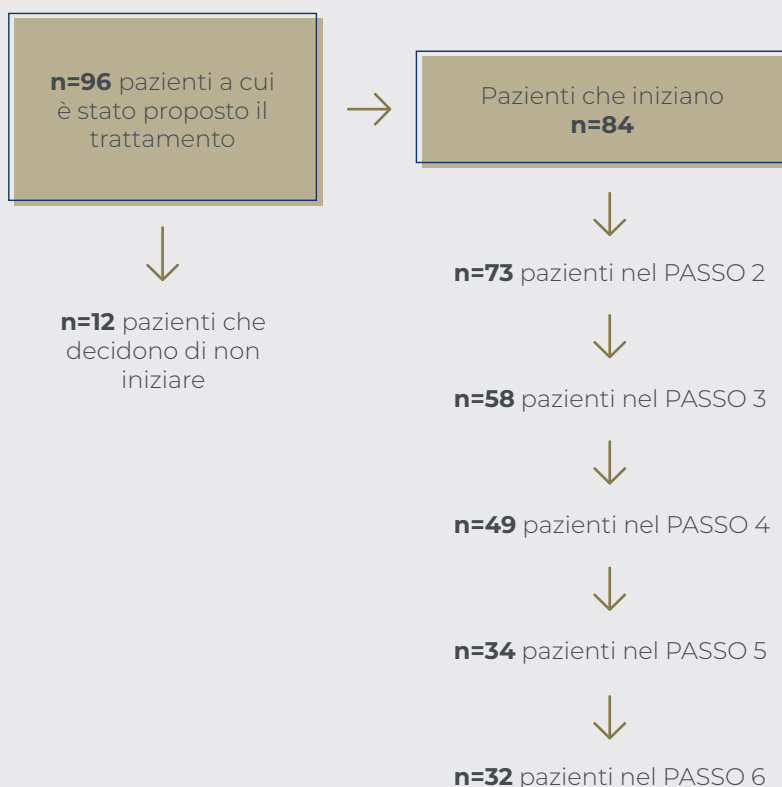 n=96 pazienti a cui
è stato proposto il
trattamento
Pazienti che iniziano
n=84
n=12 pazienti che
decidono di non
iniziare
n=73 pazienti nel PASSO 2
n=58 pazienti nel PASSO 3
n=49 pazienti nel PASSO 4
n=34 pazienti nel PASSO 5
n=32 pazienti nel PASSO 6